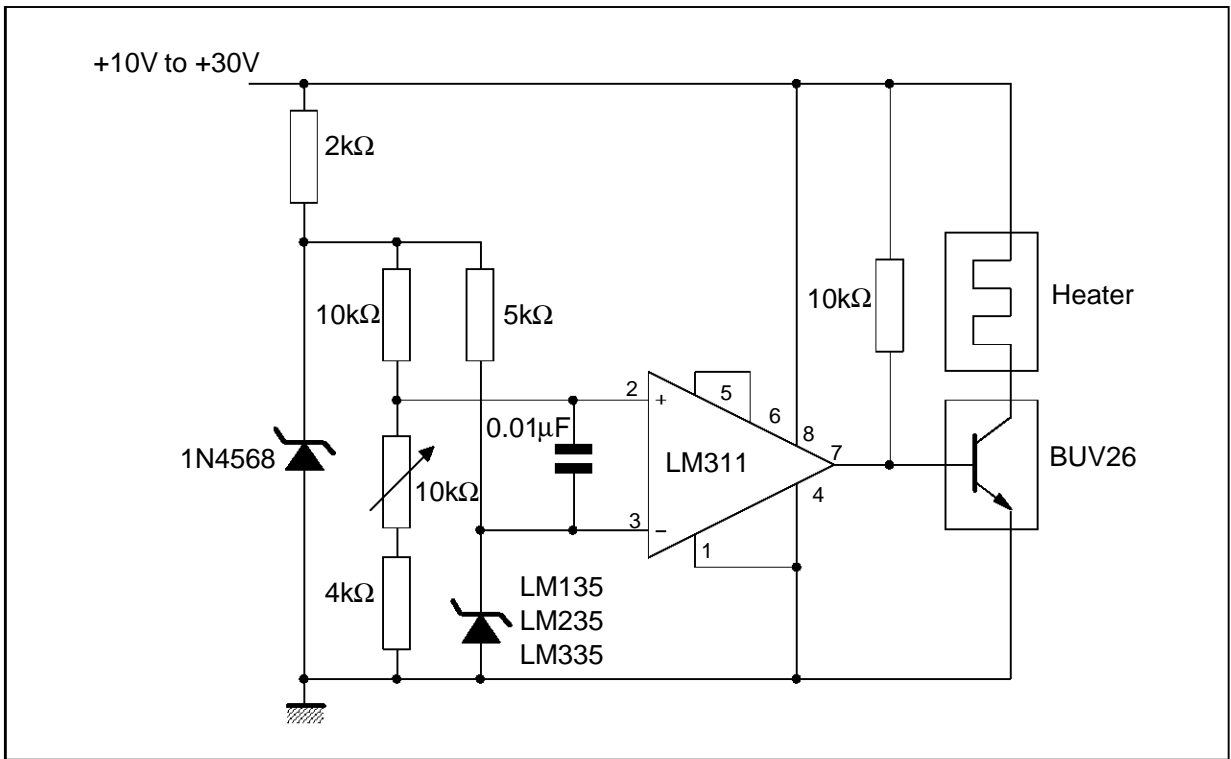 +10V to +30V
2kΩ
10kΩ
5kΩ
10kΩ
Heater
2
+
5
6
8
7
0.01µF
LM311
BUV26
1N4568
10kΩ
4
3
−
1
4kΩ
LM135
LM235
LM335